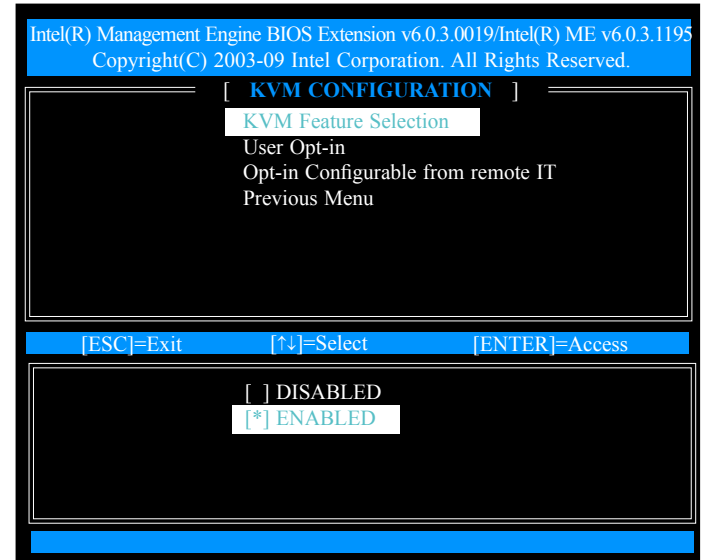 Intel(R) Management Engine BIOS Extension v6.0.3.0019/Intel(R) ME v6.0.3.1195
Copyright(C) 2003-09 Intel Corporation. All Rights Reserved.
[ KVM CONFIGURATION ]
KVM Feature Selection
User Opt-in
Opt-in Configurable from remote IT
Previous Menu
[ESC]=Exit [↑↓]=Select [ENTER]=Access
[ ] DISABLED
[*] ENABLED